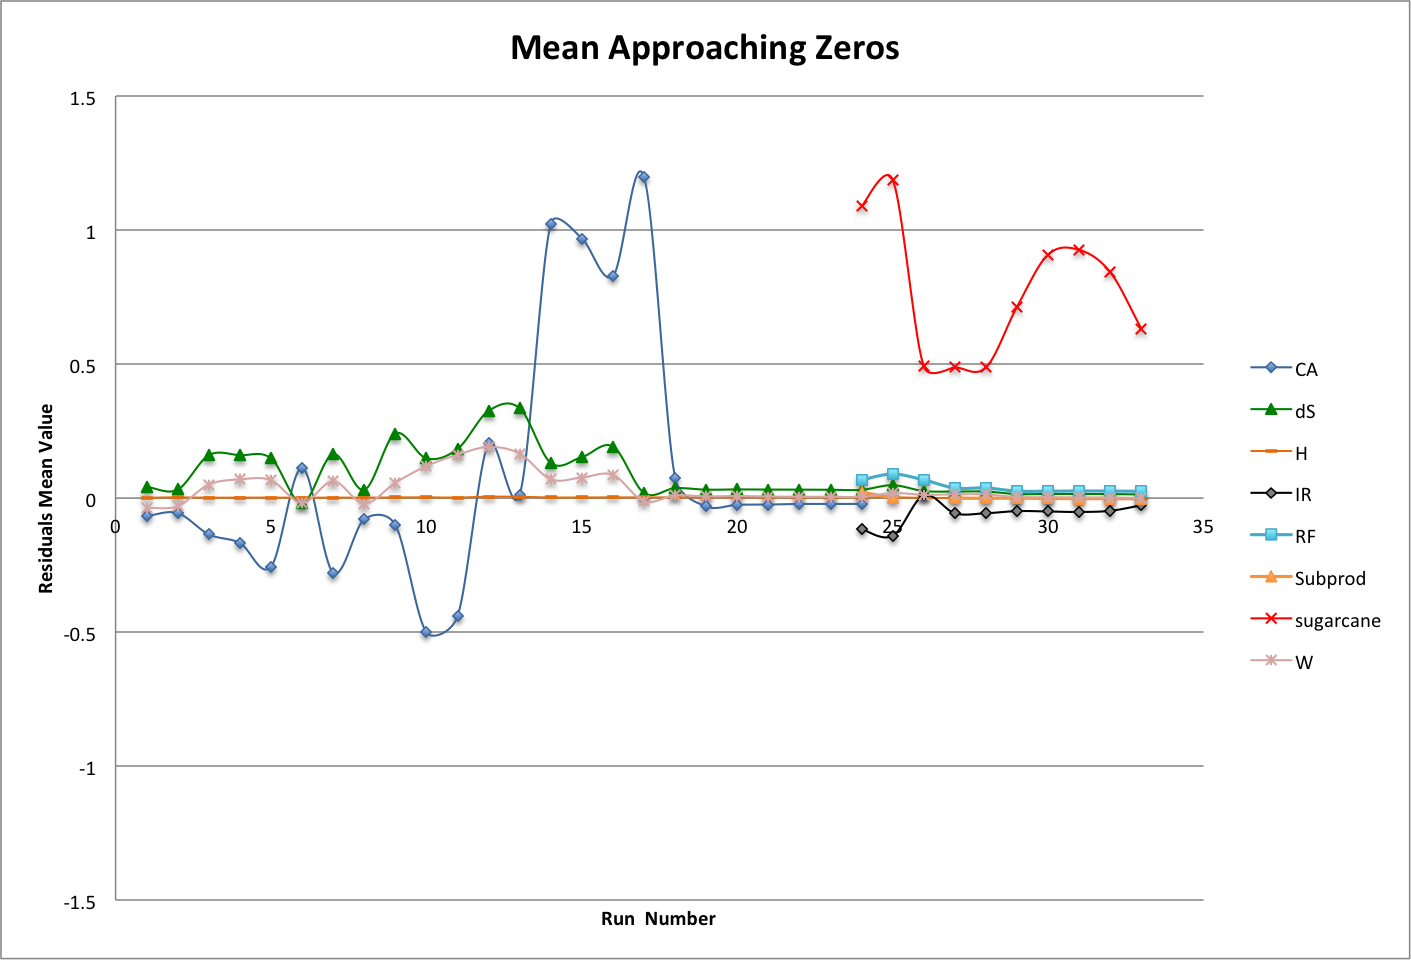 Mean Approaching Zeros
1.5
1
0.5
0
-0.5
-1
-1.5
0 5 10 15 20 25 30 35
Residuals Mean Value
Run Number
CA
dS
H
IR
RF
Subprod
sugarcane
W